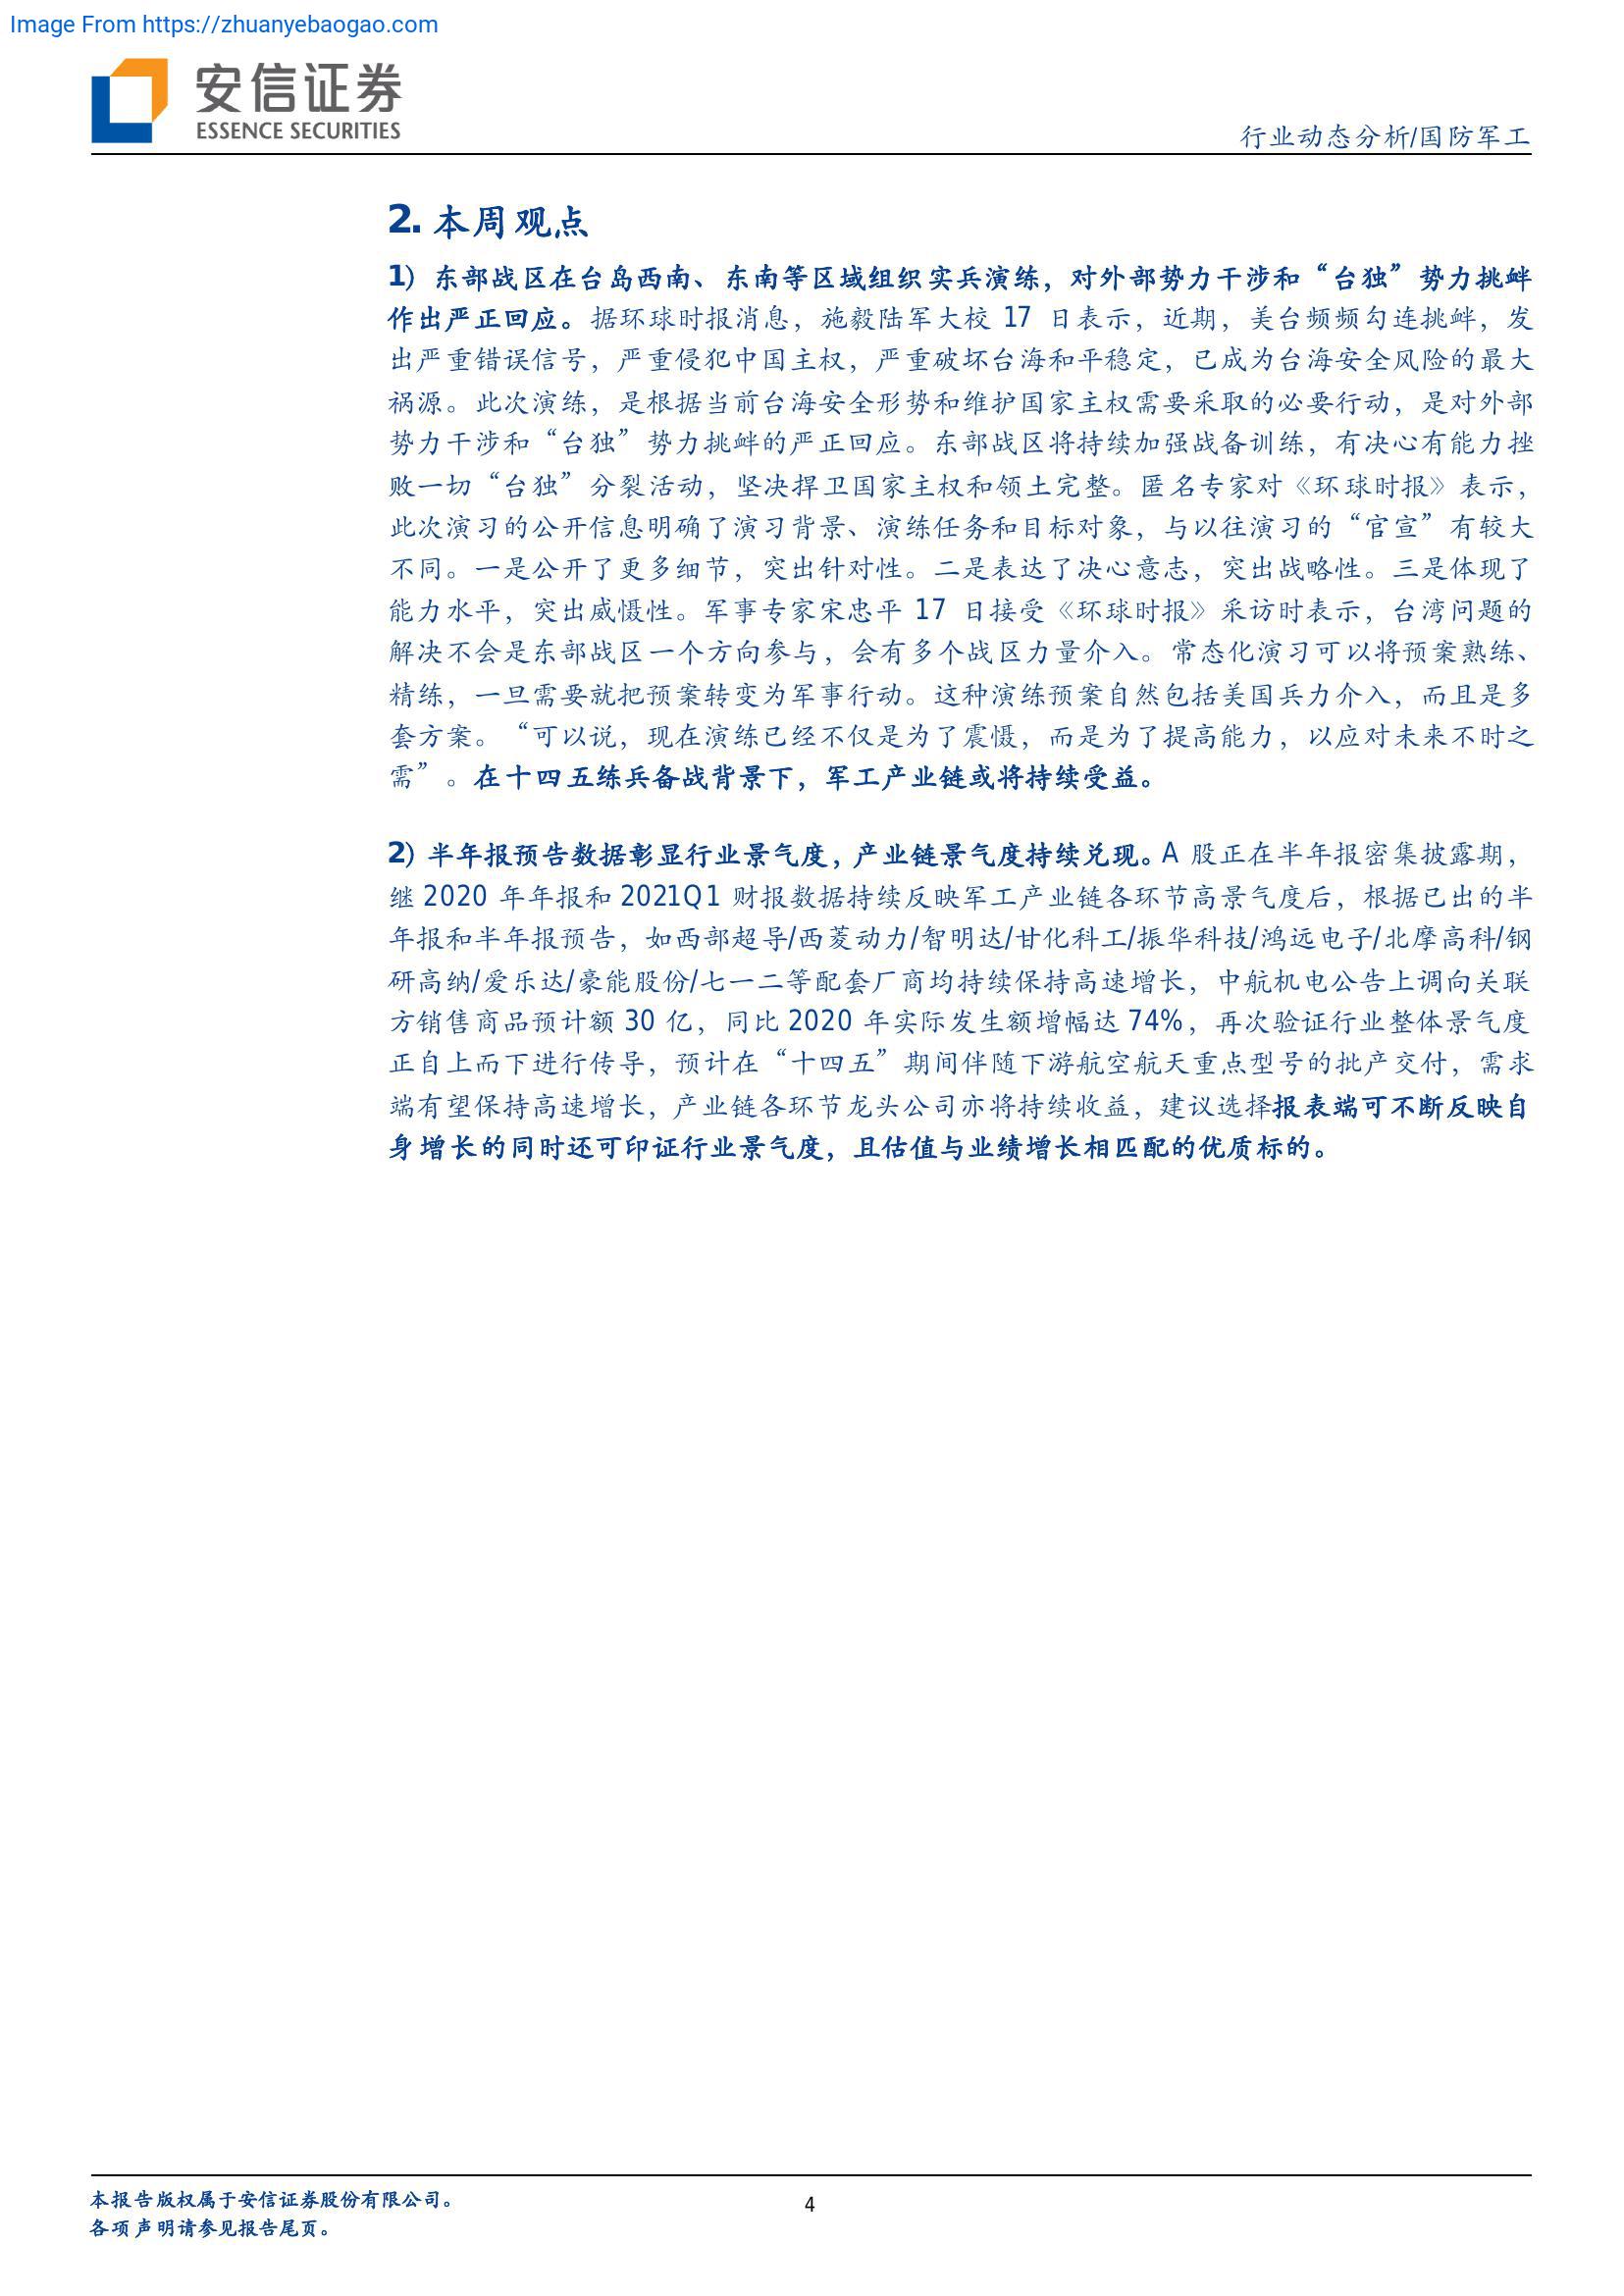 Image From https://zhuanyebaogao.com
安信证券
ESSENCE SECURITIES
行业动态分析/国防军工
2. 本周观点
1) 东部战区在台岛西南、东南等区域组织实兵演练，对外部势力干涉和“台独”势力挑衅
作出严正回应。据环球时报消息，施毅陆军大校 17 日表示，近期，美台频频勾连挑衅，发
出严重错误信号，严重侵犯中国主权，严重破坏台海和平稳定，已成为台海安全风险的最大
祸源。此次演练，是根据当前台海安全形势和维护国家主权需要采取的必要行动，是对外部
势力干涉和“台独”势力挑衅的严正回应。东部战区将持续加强战备训练，有决心有能力挫
败一切“台独”分裂活动，坚决捍卫国家主权和领土完整。匿名专家对《环球时报》表示，
此次演习的公开信息明确了演习背景、演练任务和目标对象，与以往演习的“官宣”有较大
不同。一是公开了更多细节，突出针对性。二是表达了决心意志，突出战略性。三是体现了
能力水平，突出威慑性。军事专家宋忠平 17 日接受《环球时报》采访时表示，台湾问题的
解决不会是东部战区一个方向参与，会有多个战区力量介入。常态化演习可以将预案熟练、
精练，一旦需要就把预案转变为军事行动。这种演练预案自然包括美国兵力介入，而且是多
套方案。“可以说，现在演练已经不仅是为了震慑，而是为了提高能力，以应对未来不时之
需”。在十四五练兵备战背景下，军工产业链或将持续受益。
2) 半年报预告数据彰显行业景气度，产业链景气度持续兑现。A 股正在半年报密集披露期，
继 2020 年年报和 2021Q1 财报数据持续反映军工产业链各环节高景气度后，根据已出的半
年报和半年报预告，如西部超导/西菱动力/智明达/甘化科工/振华科技/鸿远电子/北摩高科/钢
研高纳/爱乐达/豪能股份/七一二等配套厂商均持续保持高速增长，中航机电公告上调向关联
方销售商品预计额 30 亿，同比 2020 年实际发生额增幅达 74%，再次验证行业整体景气度
正自上而下进行传导，预计在“十四五”期间伴随下游航空航天重点型号的批产交付，需求
端有望保持高速增长，产业链各环节龙头公司亦将持续收益，建议选择报表端可不断反映自
身增长的同时还可印证行业景气度，且估值与业绩增长相匹配的优质标的。
本报告版权属于安信证券股份有限公司。
4
各项声明请参见报告尾页。